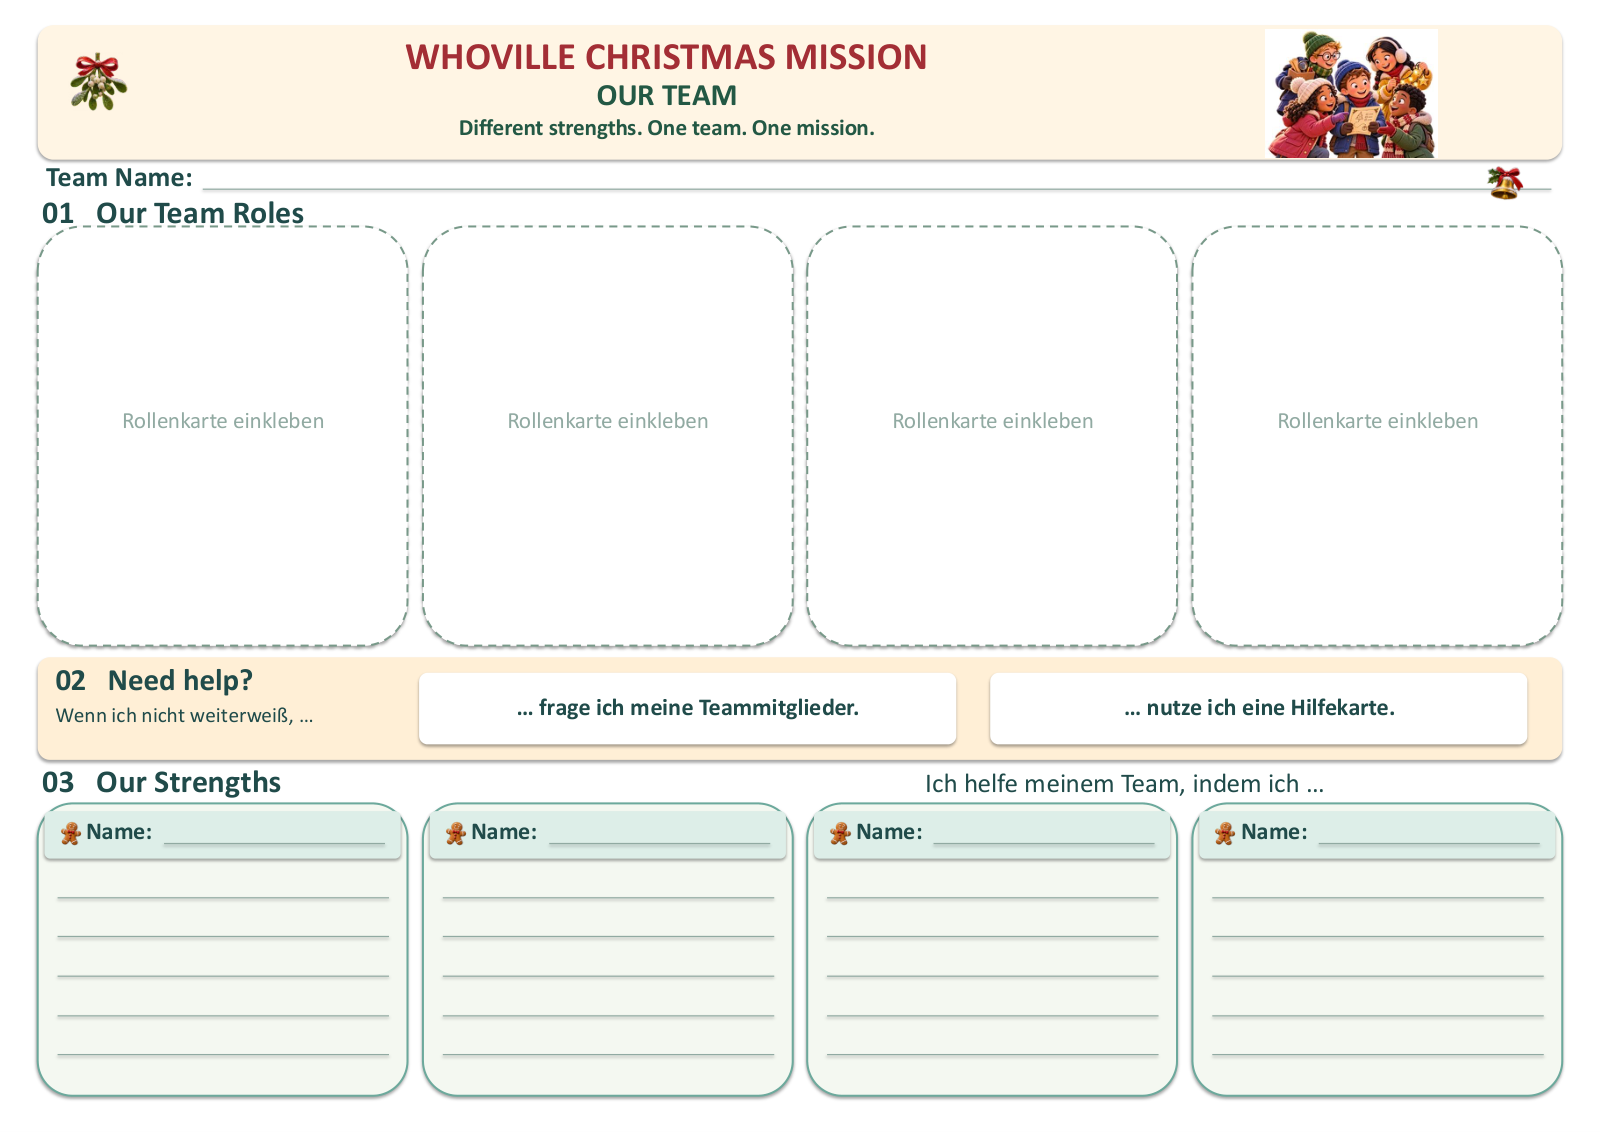 WHOVILLE CHRISTMAS MISSION
OUR TEAM
Different strengths. One team. One mission.
Team Name:
01 Our Team Roles
Rollenkarte einkleben
Rollenkarte einkleben
Rollenkarte einkleben
Rollenkarte einkleben
02 Need help?
Wenn ich nicht weiterweiß, ...
... frage ich meine Teammitglieder.
... nutze ich eine Hilfekarte.
03 Our Strengths
Ich helfe meinem Team, indem ich ...
Name:
Name:
Name:
Name: